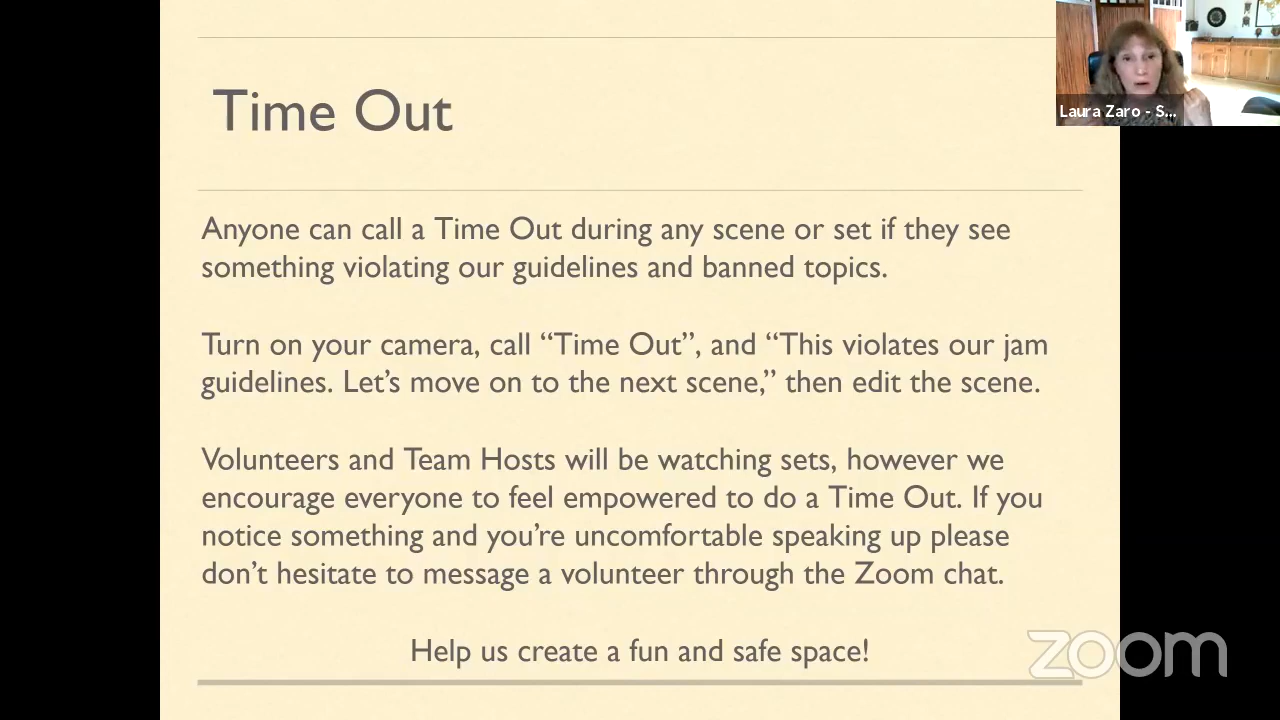 Time Out
Laura Zaro - S...
Anyone can call a Time Out during any scene or set if they see
something violating our guidelines and banned topics.
Turn on your camera, call “Time Out”, and “This violates our jam
guidelines. Let’s move on to the next scene,” then edit the scene.
Volunteers and Team Hosts will be watching sets, however we
encourage everyone to feel empowered to do a Time Out. If you
notice something and you’re uncomfortable speaking up please
don’t hesitate to message a volunteer through the Zoom chat.
Help us create a fun and safe space!
zoom